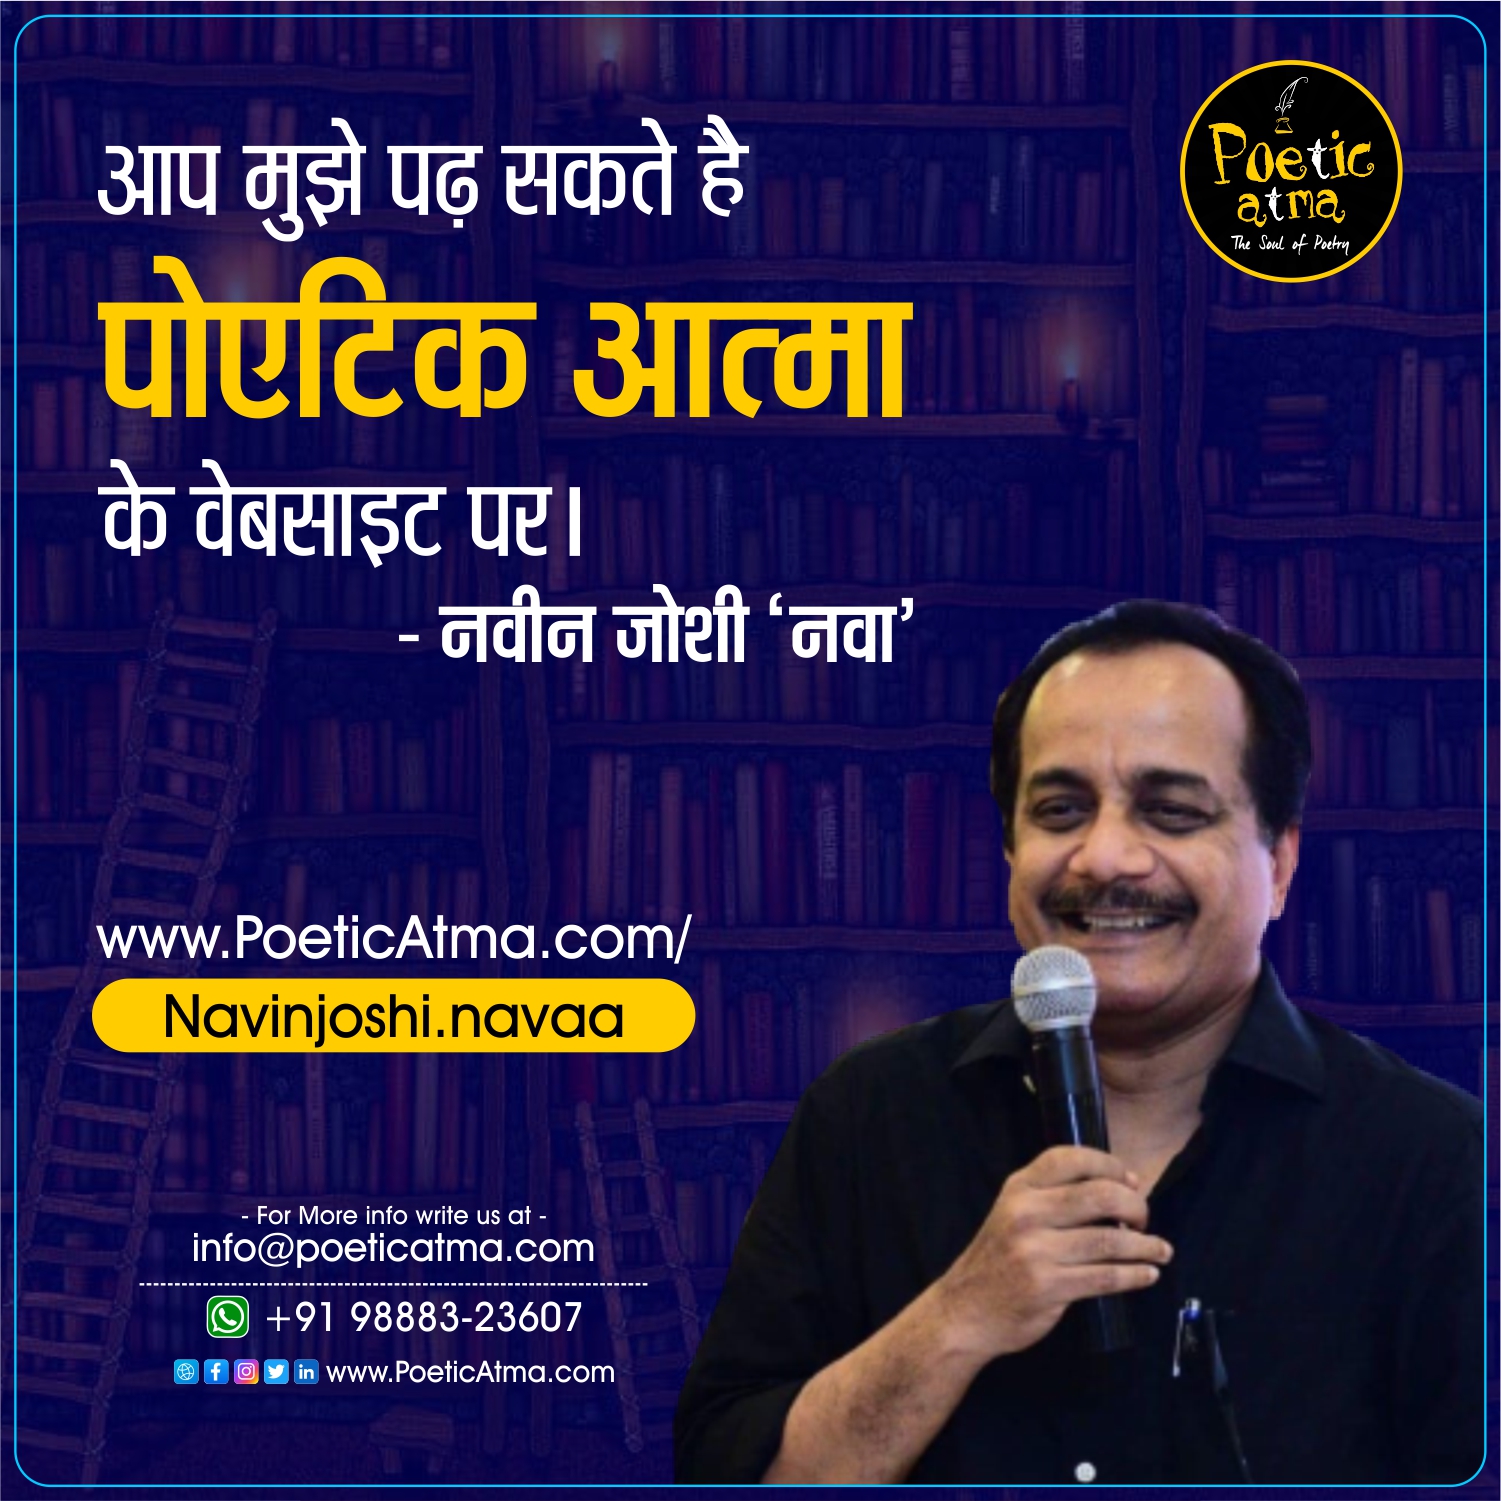 आप मुझे पढ़ सकते है
Poetic
atma
The Soul of Poetry
पोएटिक आत्मा
के वेबसाइट पर।
- नवीन जोशी ‘नवा’
www.PoeticAtma.com/
Navinjoshi.navaa
- For More info write us at -
info@poeticatma.com
+91 98883-23607
www.PoeticAtma.com